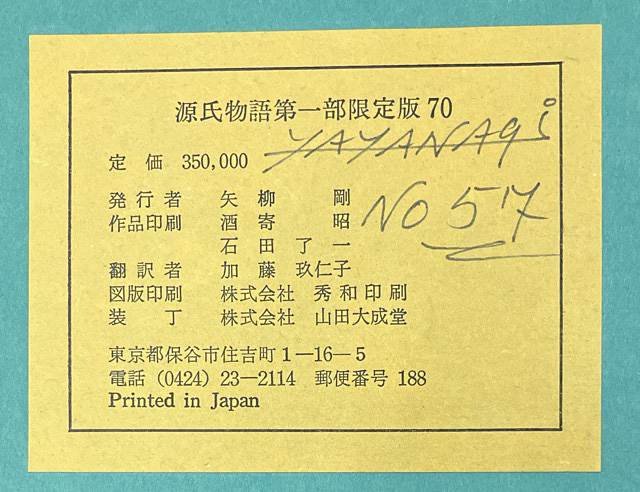 源氏物語第一部限定版 70
定 価 350,000
YAYANAgi
発行者 矢 柳 剛
No 57
作品印刷 酒 寄 昭
石 田 了 一
翻訳者 加 藤 玖仁子
図版印刷 株式会社 秀和印刷
装 丁 株式会社 山田大成堂
東京都保谷市住吉町 1―16―5
電話 (0424) 23―2114 郵便番号 188
Printed in Japan